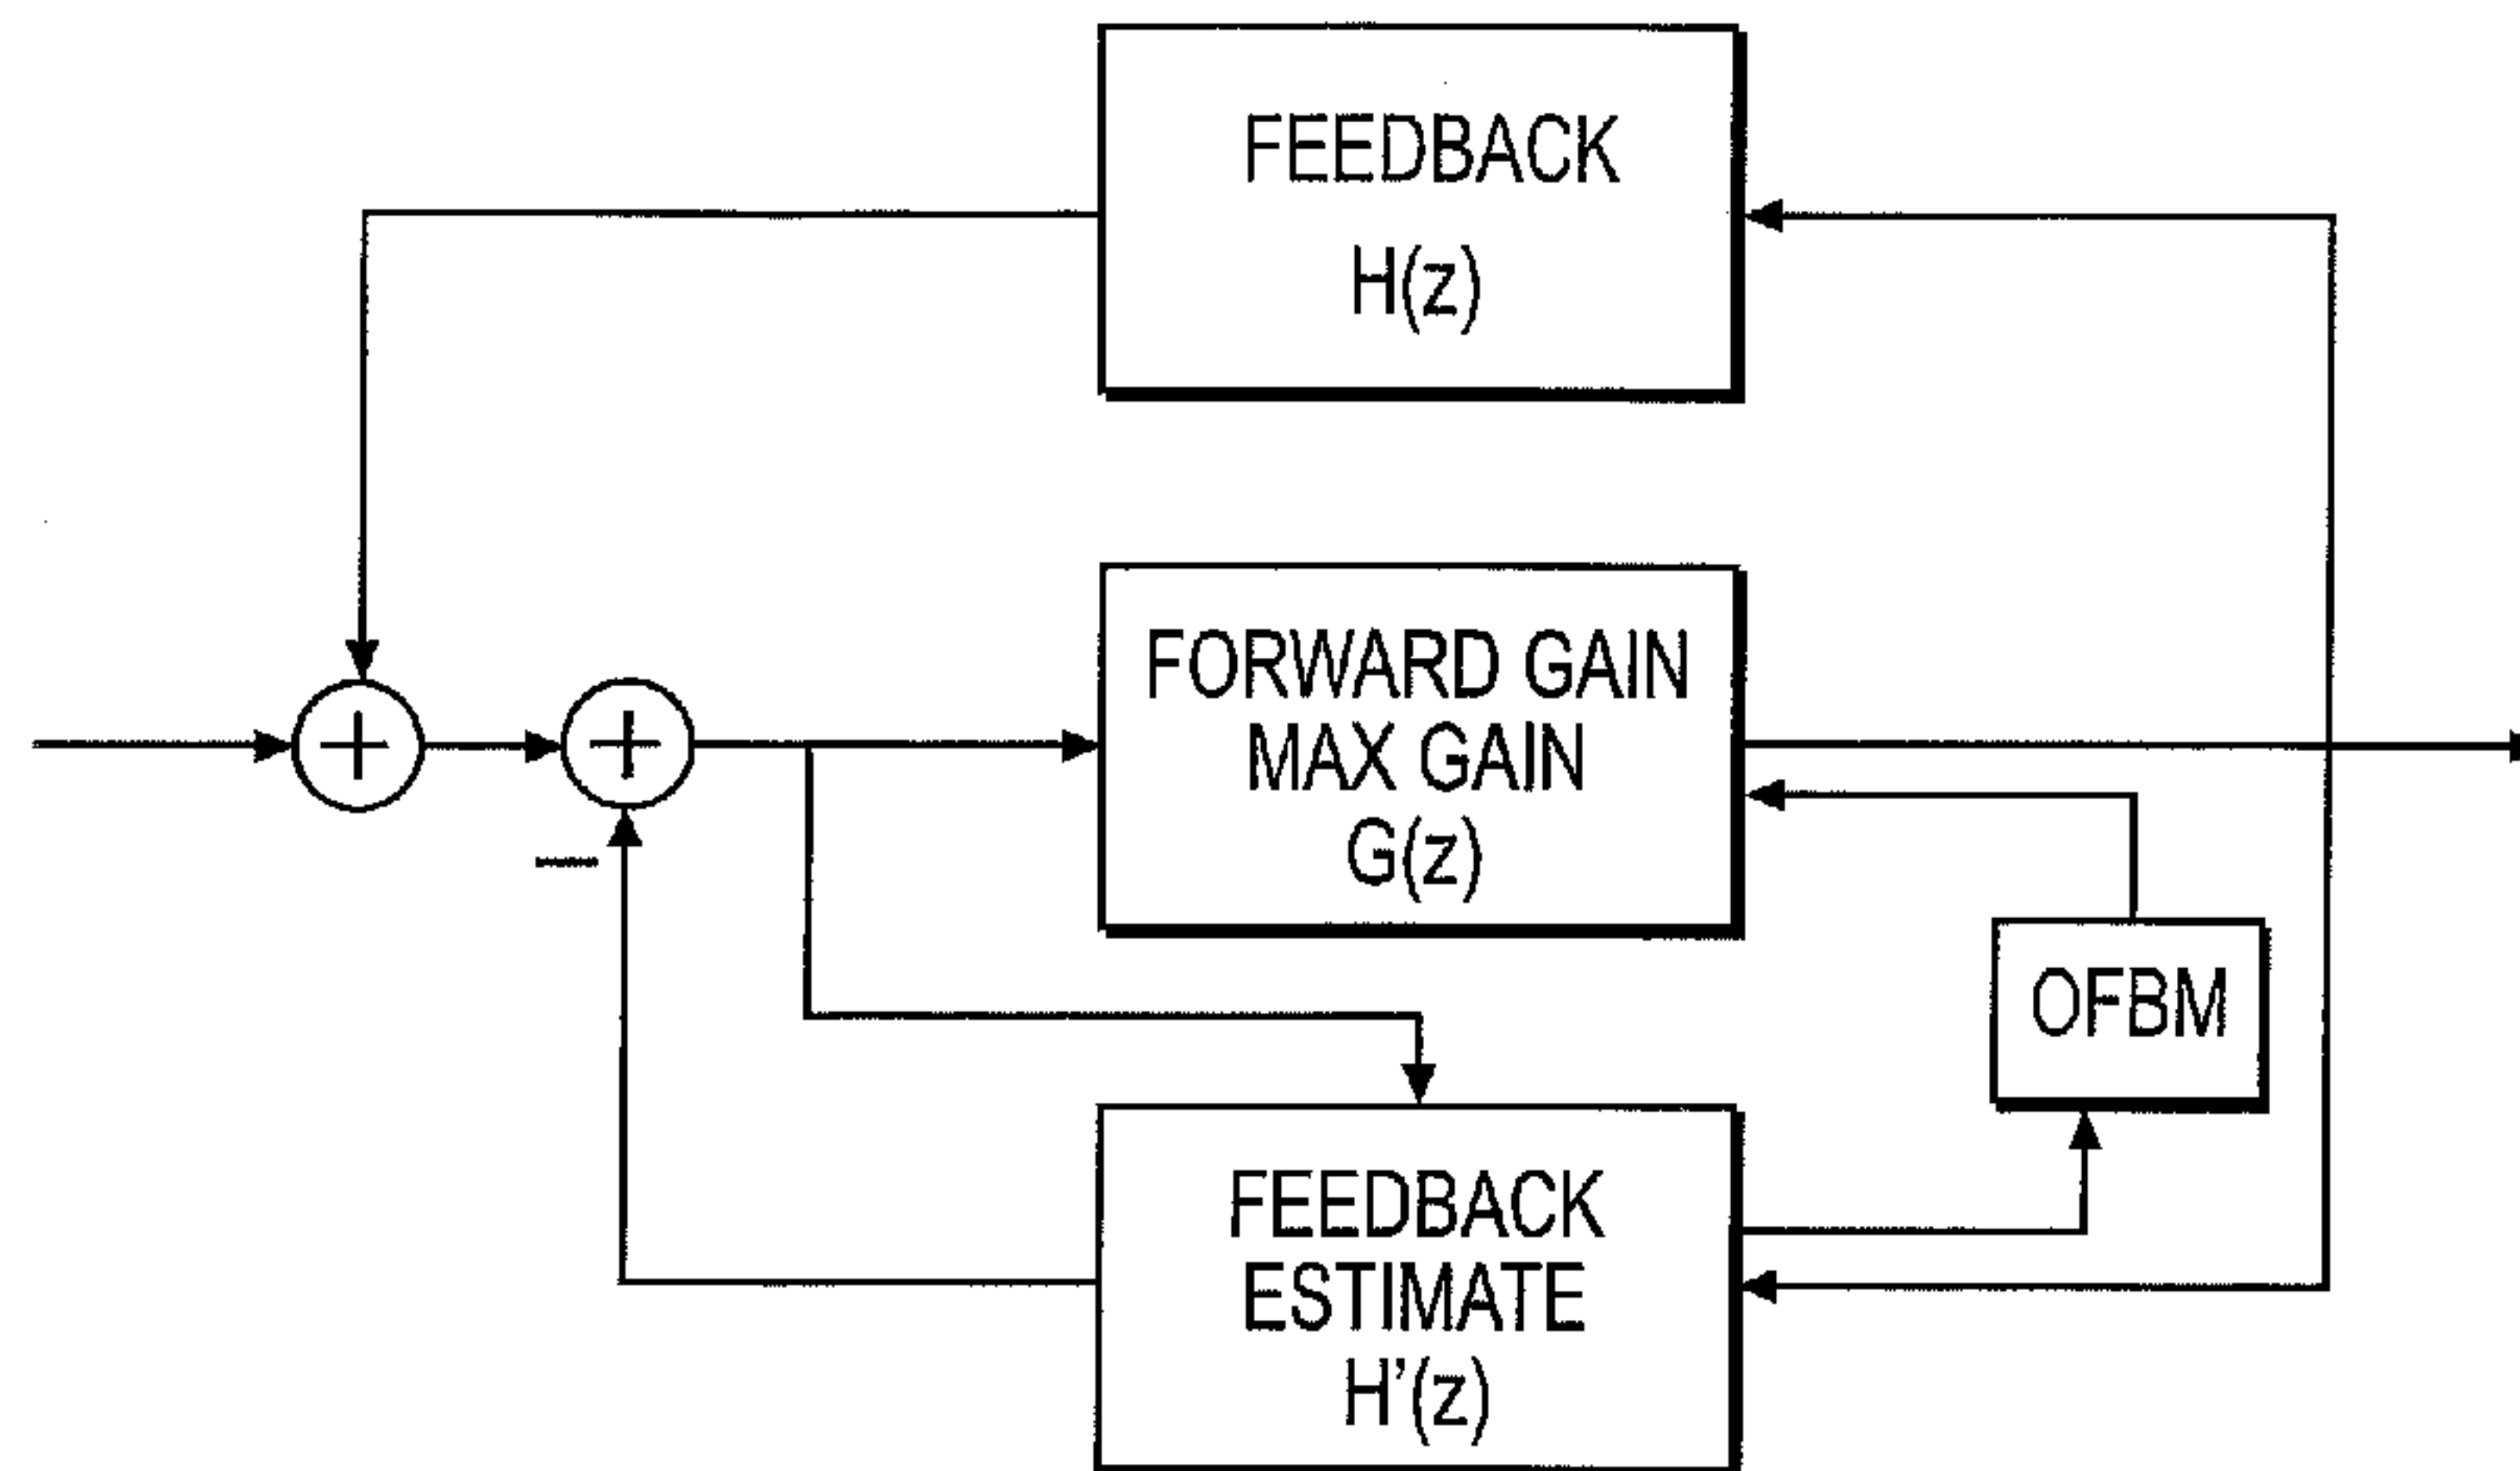 FEEDBACK
H(z)
+
+
FORWARD GAIN
MAX GAIN
G(z)
–
OFBM
FEEDBACK
ESTIMATE
H'(z)